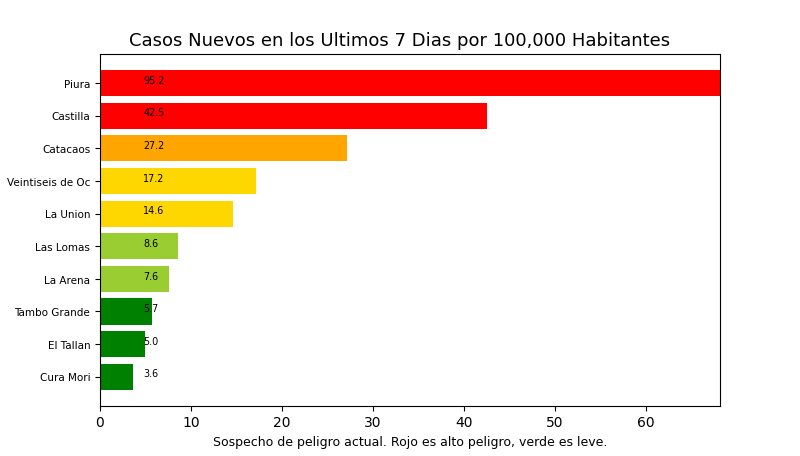 Casos Nuevos en los Ultimos 7 Dias por 100,000 Habitantes
Piura 95.2
Castilla 42.5
Catacaos 27.2
Veintiseis de Oc 17.2
La Union 14.6
Las Lomas 8.6
La Arena 7.6
Tambo Grande 5.7
El Tallan 5.0
Cura Mori 3.6
0 10 20 30 40 50 60
Sospecho de peligro actual. Rojo es alto peligro, verde es leve.